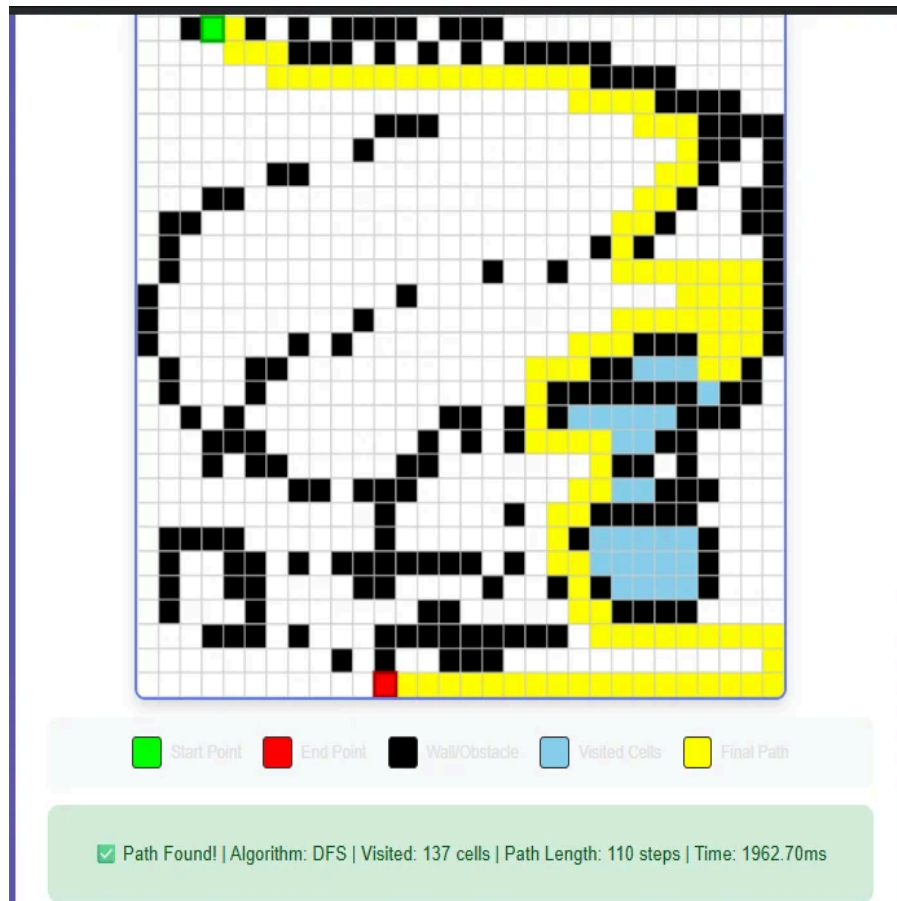 Start Point End Point Wall/Obstacle Visited Cells Final Path
✅ Path Found! | Algorithm: DFS | Visited: 137 cells | Path Length: 110 steps | Time: 1962.70ms